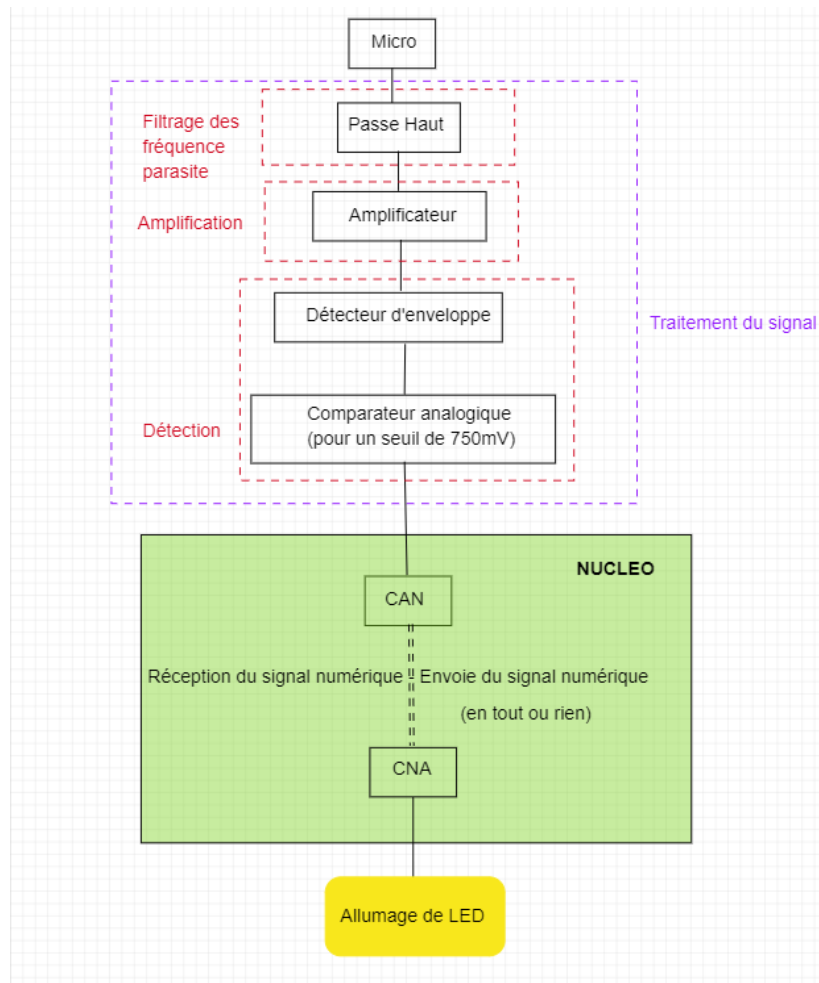 Micro
Filtrage des
fréquence
parasite
Passe Haut
Amplification
Amplificateur
Détecteur d'enveloppe
Traitement du signal
Détection
Comparateur analogique
(pour un seuil de 750mV)
NUCLEO
CAN
Réception du signal numérique
Envoie du signal numérique
(en tout ou rien)
CNA
Allumage de LED